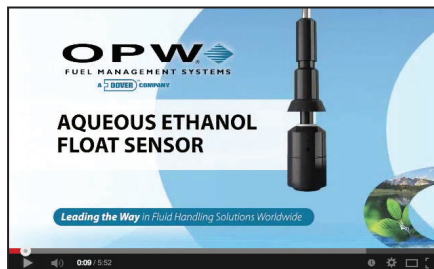 OPW
FUEL MANAGEMENT SYSTEMS
A DOVER COMPANY
AQUEOUS ETHANOL
FLOAT SENSOR
Leading the Way in Fluid Handling Solutions Worldwide
0:09 / 5:52